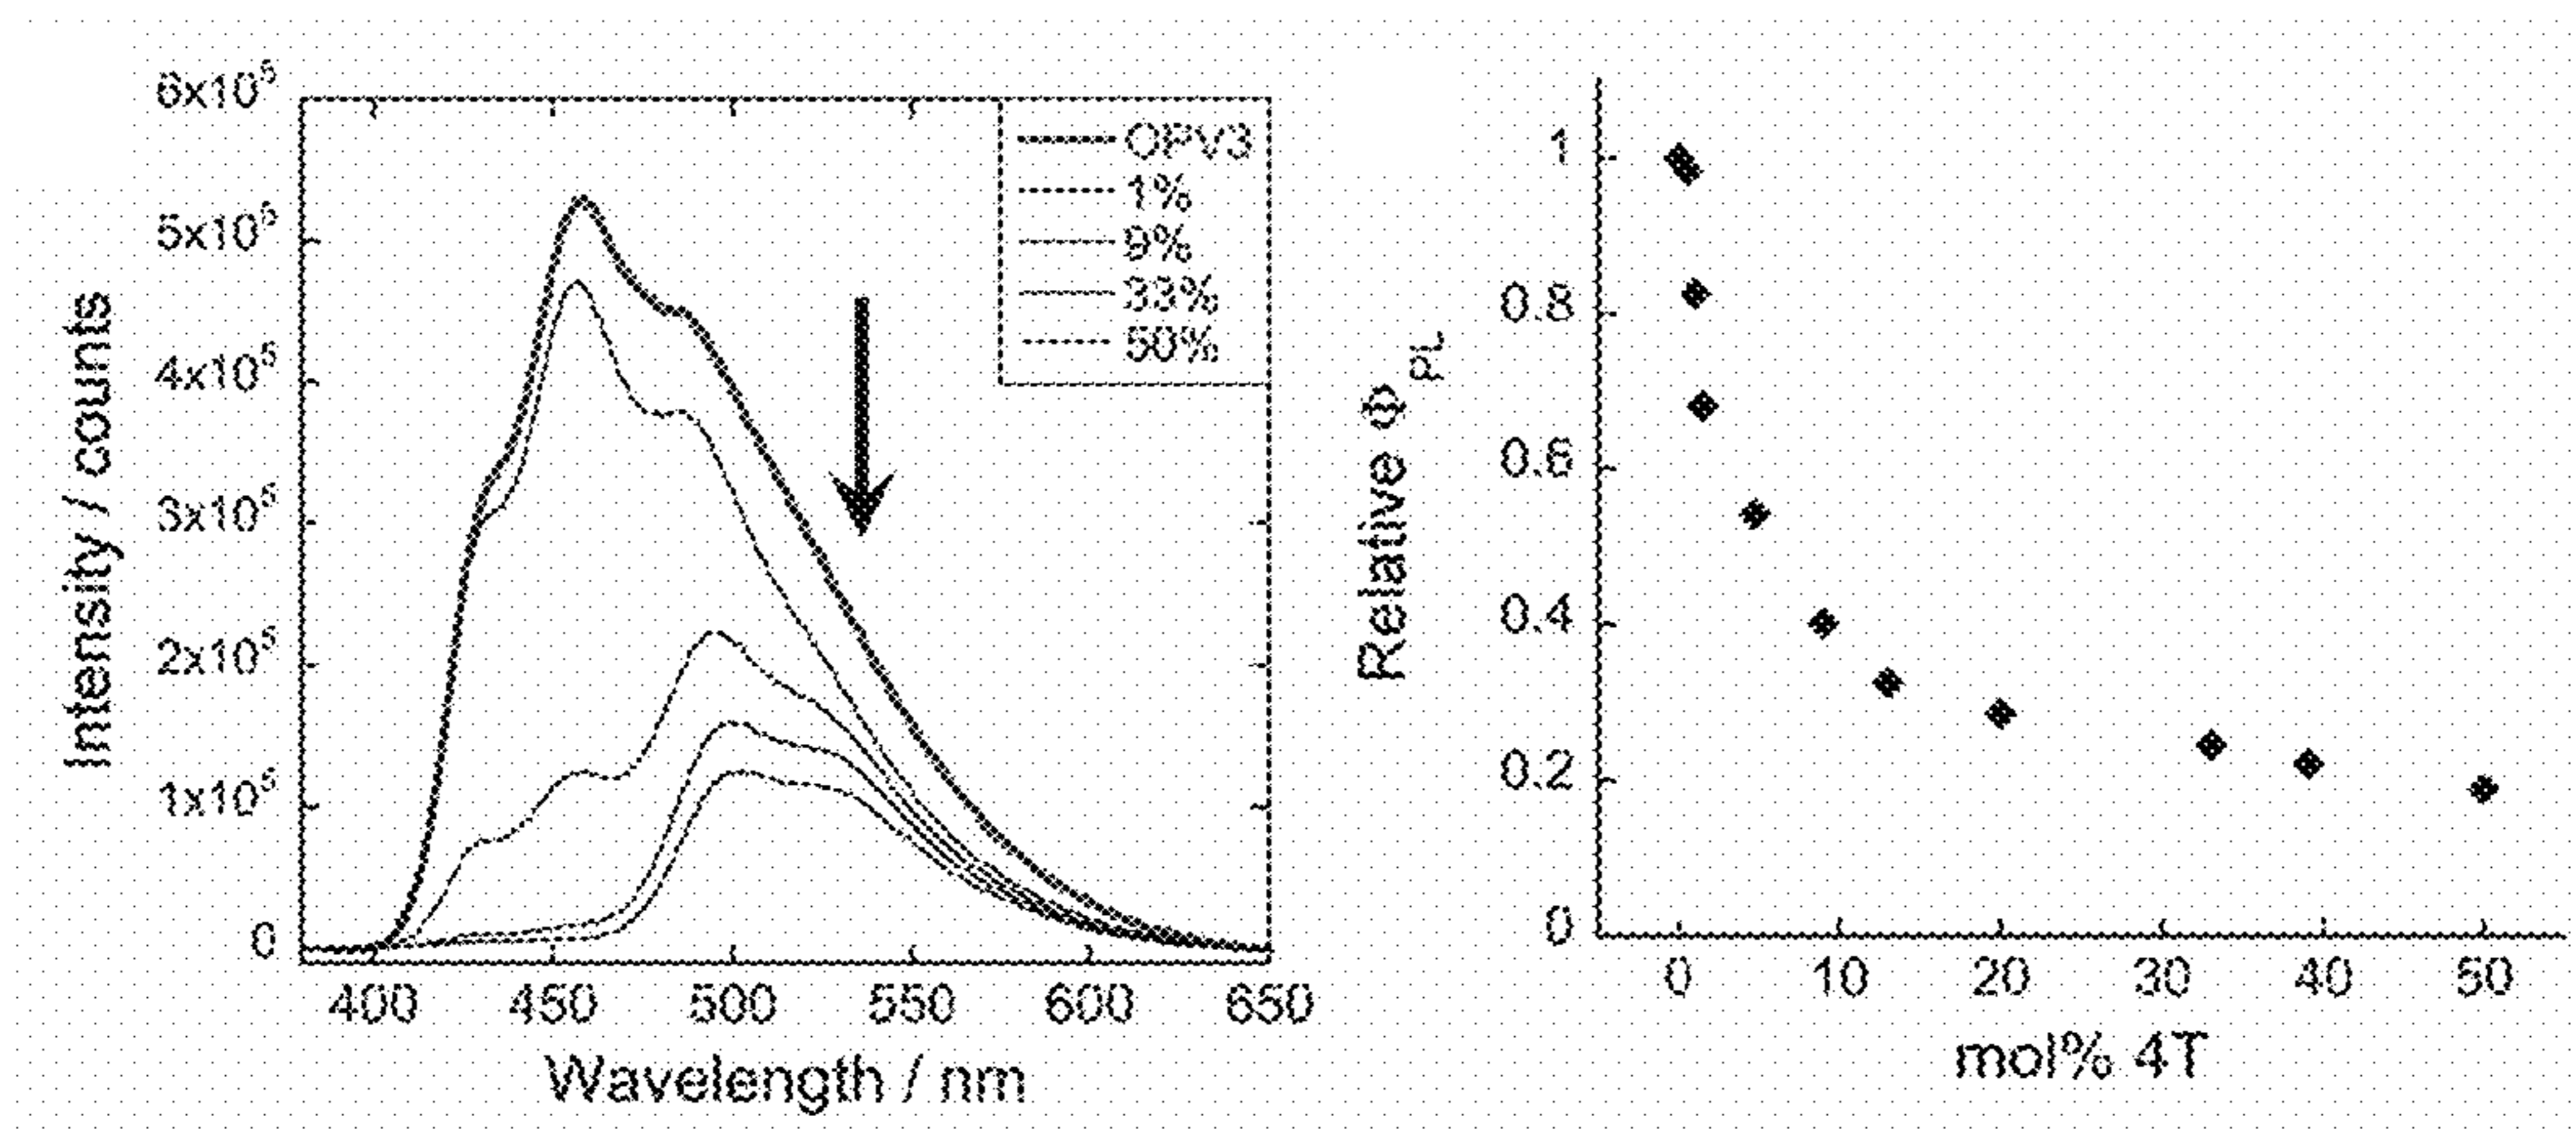 6x10⁵
5x10⁵
4x10⁵
3x10⁵
2x10⁵
1x10⁵
0
Intensity / counts
400 450 500 550 600 650
Wavelength / nm
OPV3
1%
9%
33%
50%
1
0.8
0.6
0.4
0.2
0
Relative Φ PL
0 10 20 30 40 50
mol% 4T